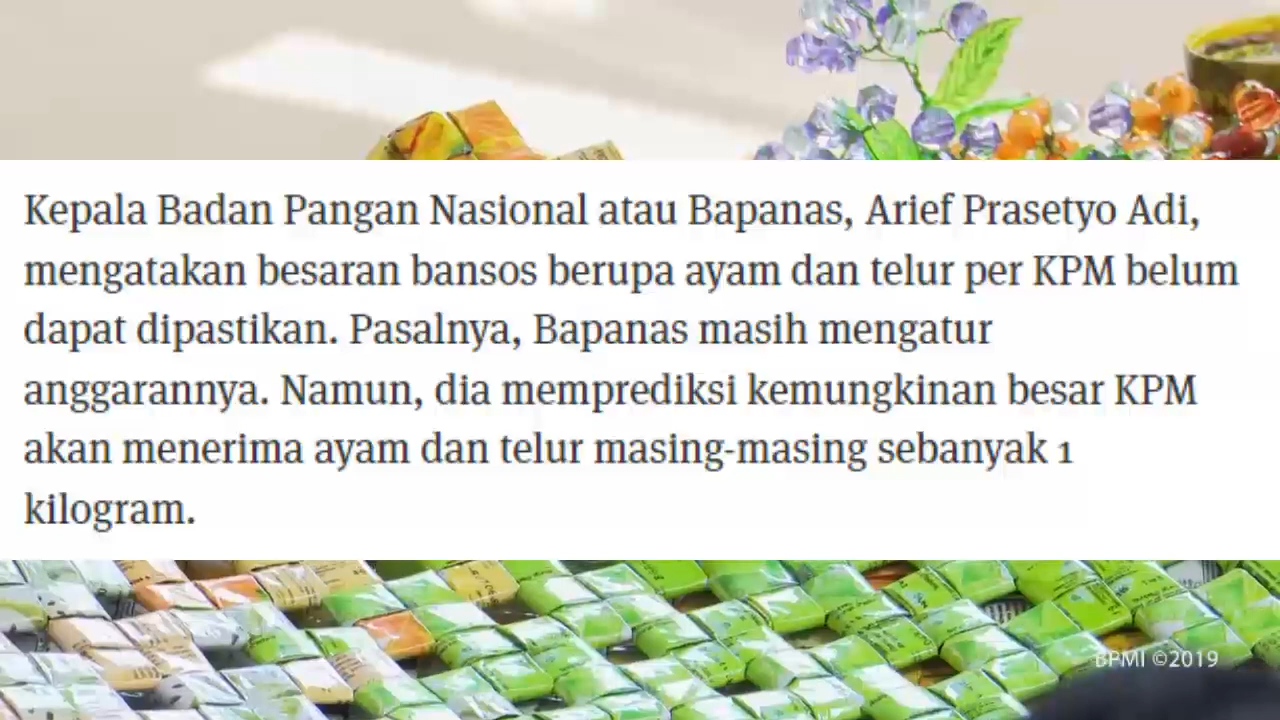 Kepala Badan Pangan Nasional atau Bapanas, Arief Prasetyo Adi,
mengatakan besaran bansos berupa ayam dan telur per KPM belum
dapat dipastikan. Pasalnya, Bapanas masih mengatur
anggarannya. Namun, dia memprediksi kemungkinan besar KPM
akan menerima ayam dan telur masing-masing sebanyak 1
kilogram.
BPMI ©2019